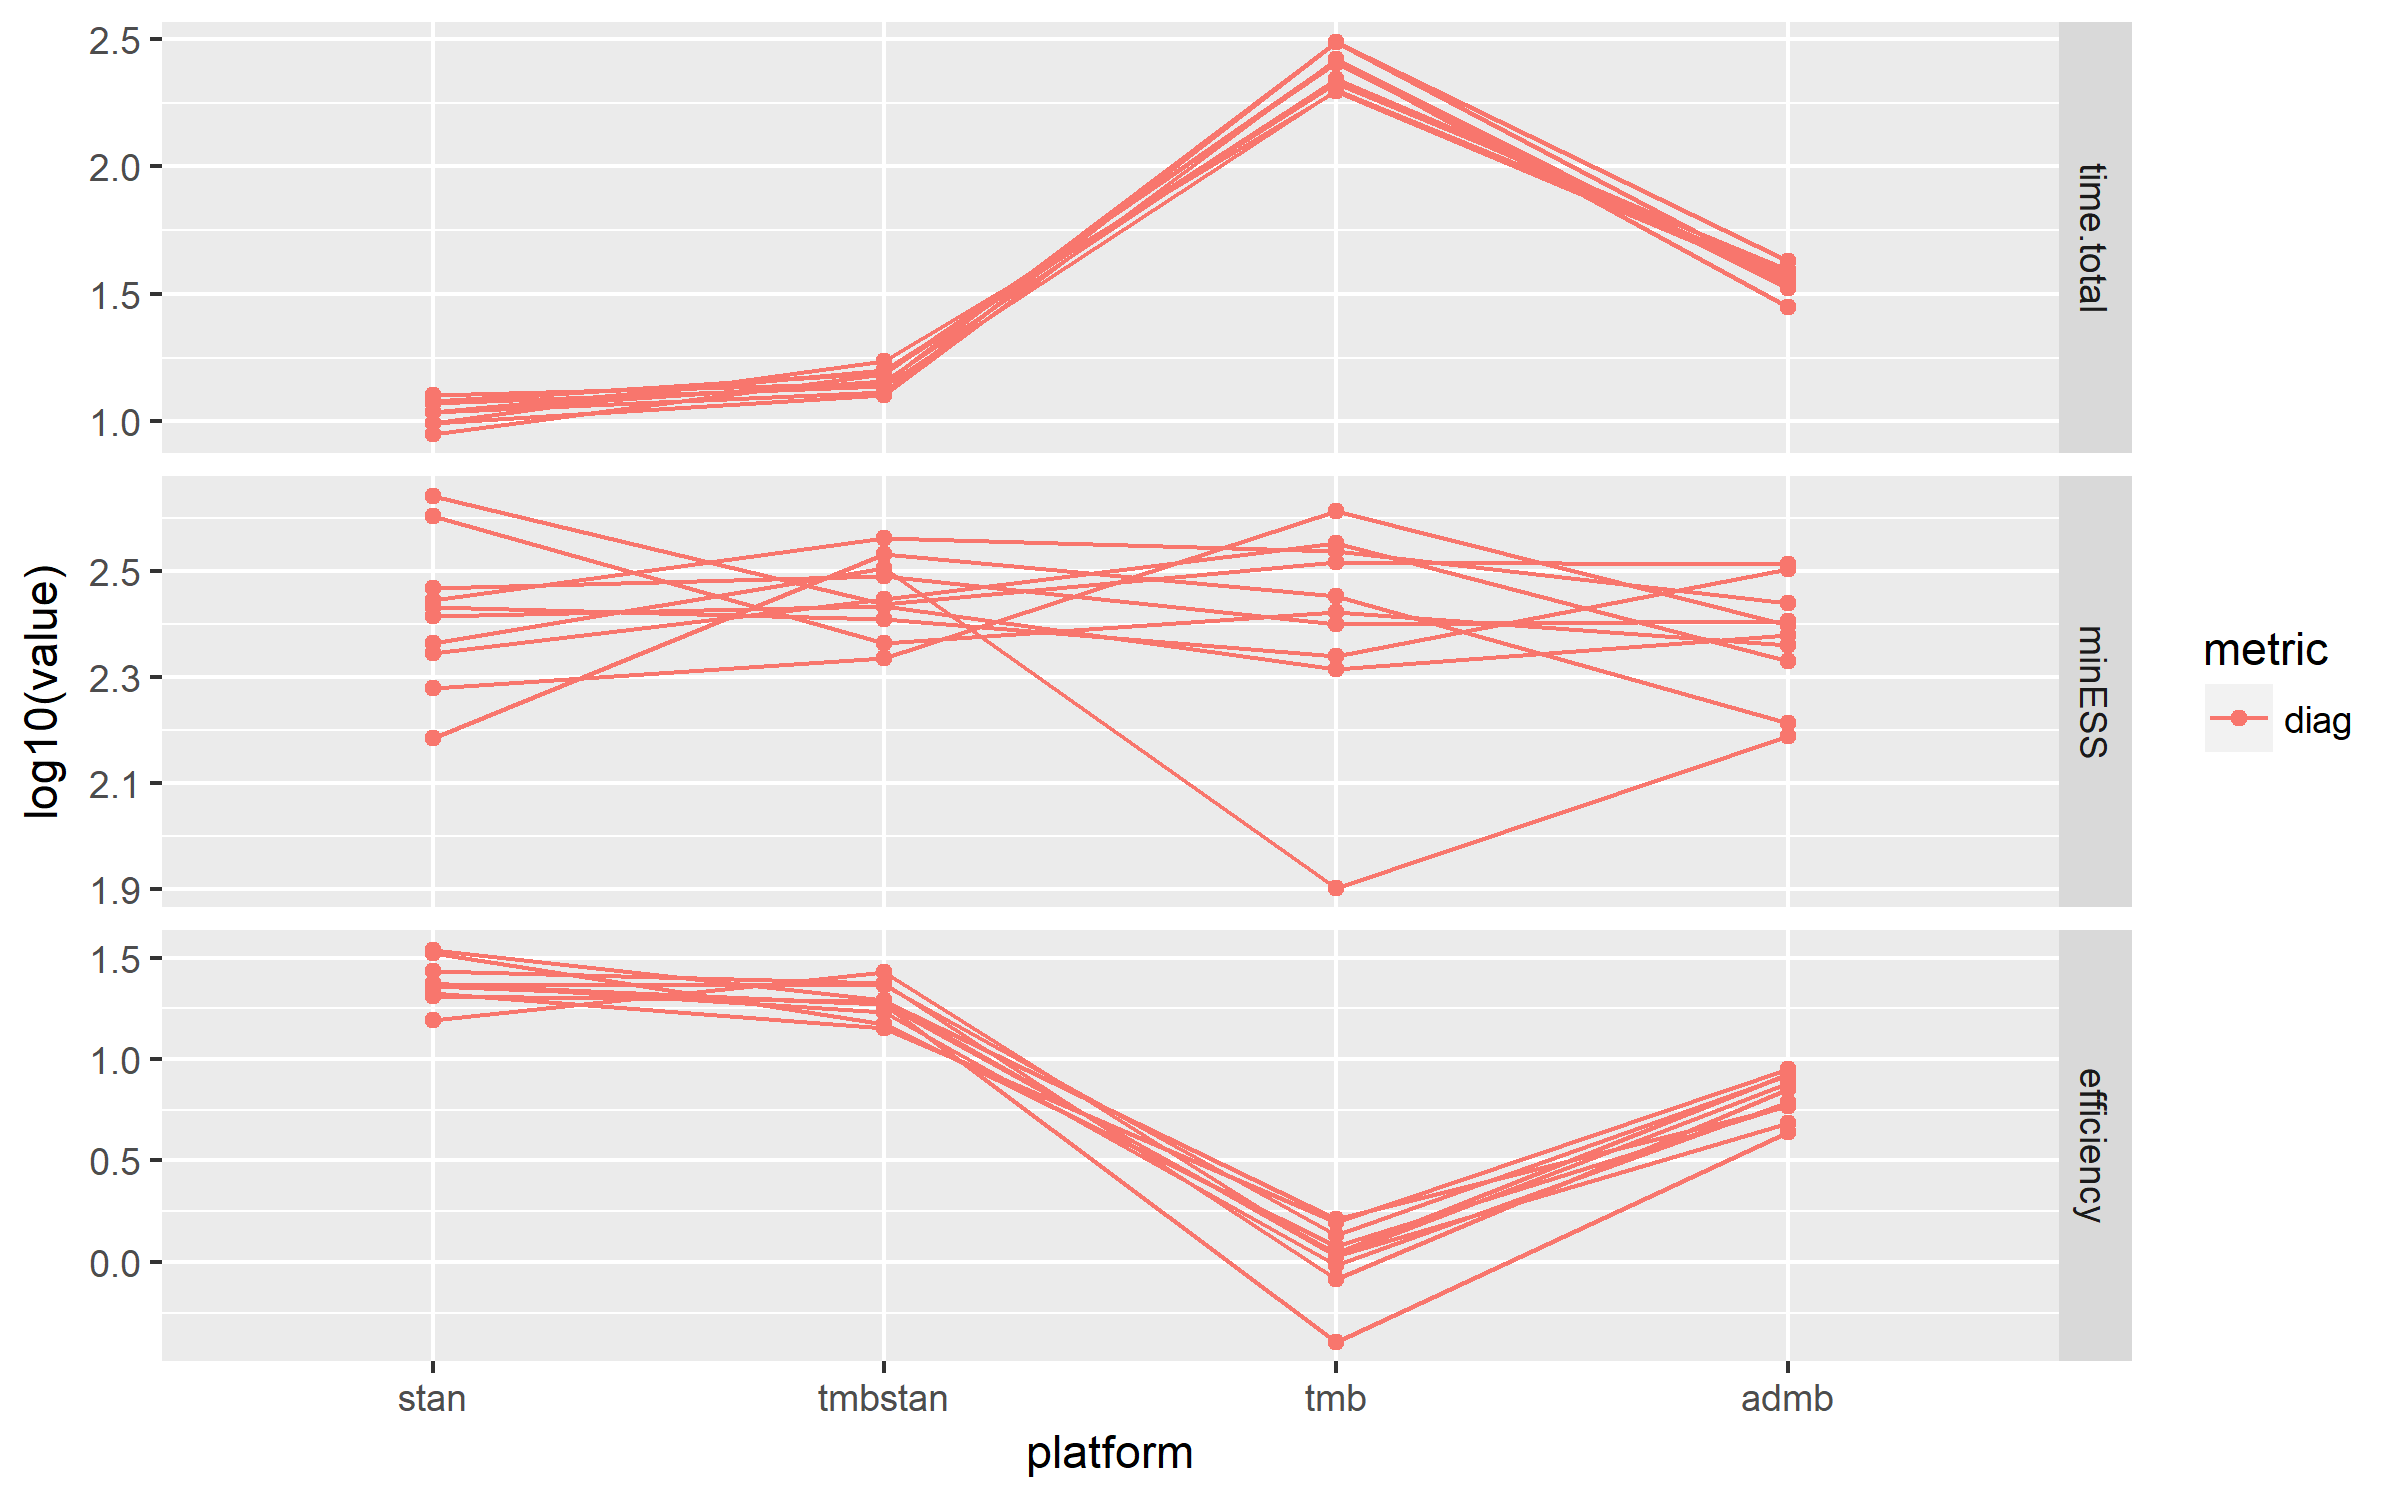 log10(value)
2.5
2.0
1.5
1.0
time.total
2.5
2.3
2.1
1.9
minESS
1.5
1.0
0.5
0.0
efficiency
stan tmbstan tmb admb
platform
metric
diag